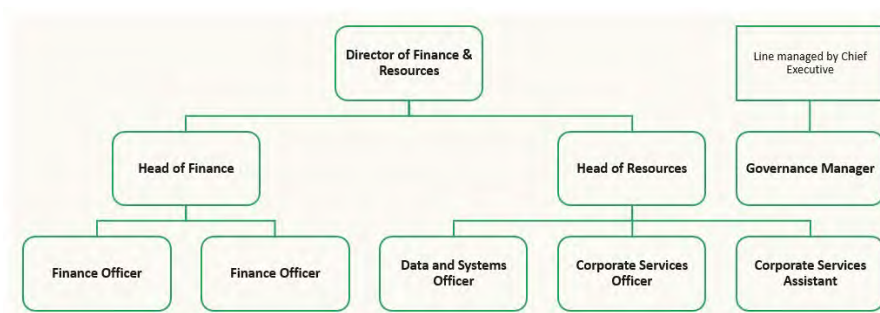 Director of Finance &
Resources
Line managed by Chief
Executive
Head of Finance
Head of Resources
Governance Manager
Finance Officer
Finance Officer
Data and Systems
Officer
Corporate Services
Officer
Corporate Services
Assistant